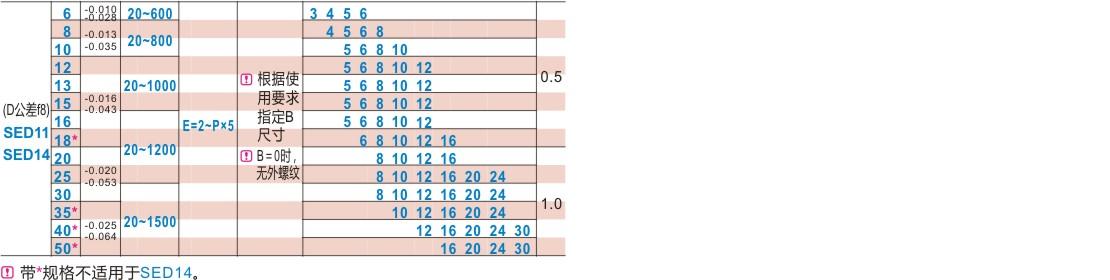 6 -0.010 -0.028 20~600 3 4 5 6
8 -0.013 -0.035 20~800 4 5 6 8
10 5 6 8 10
12 5 6 8 10 12
13 20~1000 5 6 8 10 12 0.5
15 -0.016 -0.043 5 6 8 10 12
16 5 6 8 10 12
18* 6 8 10 12 16
20 20~1200 8 10 12 16
25 -0.020 -0.053 8 10 12 16 20 24
30 8 10 12 16 20 24
35* 20~1500 10 12 16 20 24 1.0
40* -0.025 -0.064 12 16 20 24 30
50* 16 20 24 30
(D公差f8)
SED11
SED14
E=2~P×5
! 根据使
用要求
指定B
尺寸
! B=0时,
无外螺纹
! 带*规格不适用于SED14。